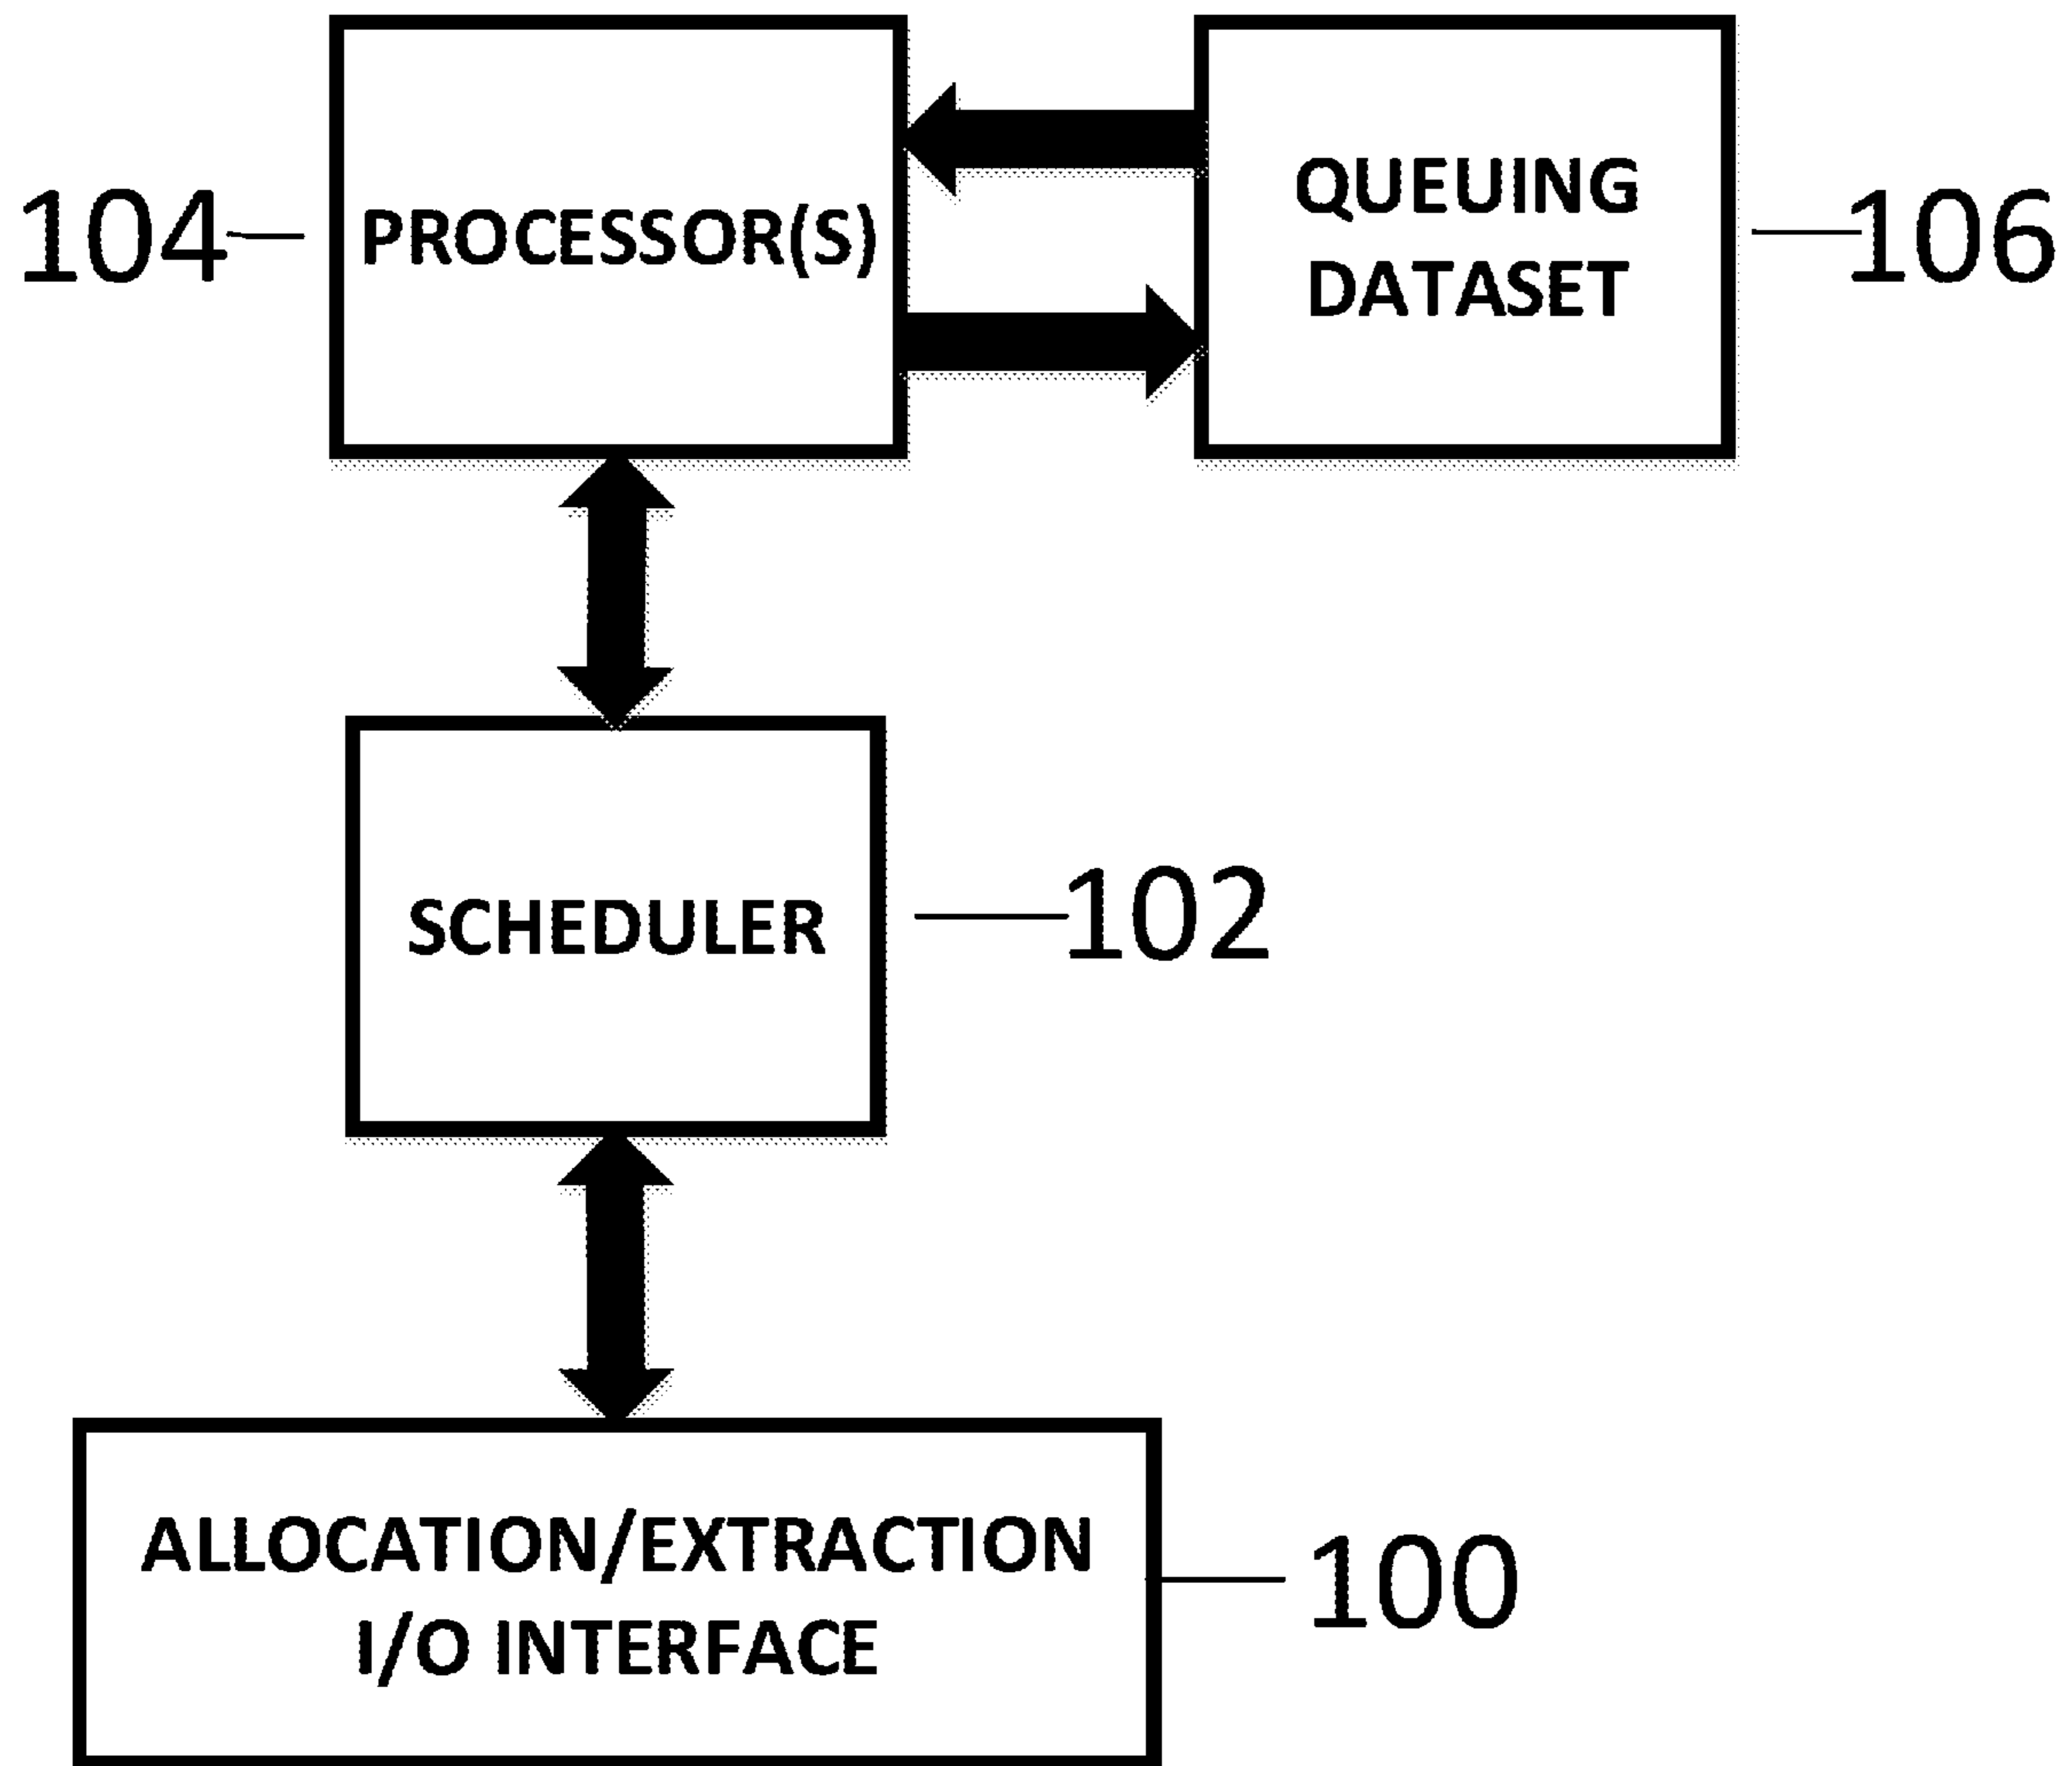 104
PROCESSOR(S)
QUEUING
DATASET
106
SCHEDULER
102
ALLOCATION/EXTRACTION
I/O INTERFACE
100